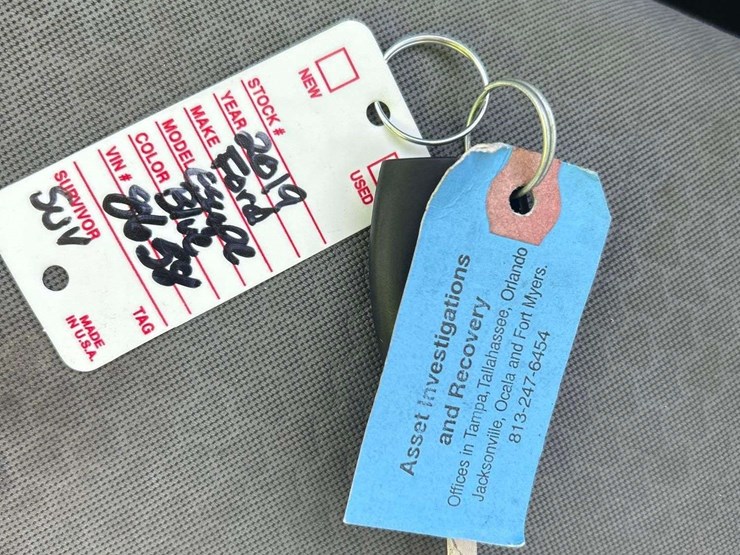 NEW
USED
STOCK #
YEAR 2019
MAKE Ford
MODEL Escape
COLOR Blue
VIN #
TAG
SURVIVOR
SUV
MADE
IN U.S.A.
Asset Investigations
and Recovery
Offices in Tampa, Tallahassee, Orlando
Jacksonville, Ocala and Fort Myers.
813-247-6454